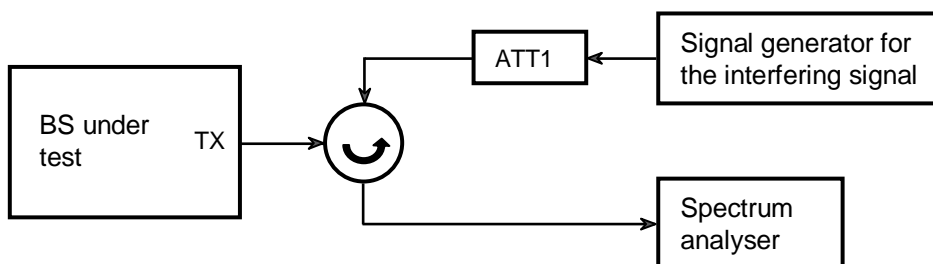 Signal generator for
the interfering signal
ATT1
BS under
test
TX
Spectrum
analyser